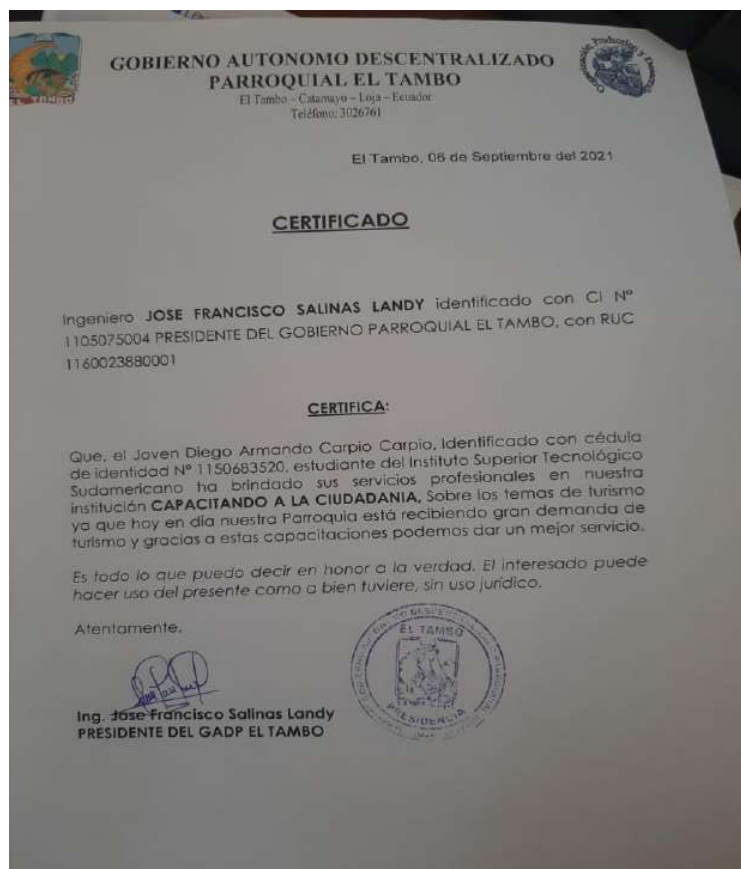 EL TAMBO
Organización, Produccion y
GOBIERNO AUTONOMO DESCENTRALIZADO
PARROQUIAL EL TAMBO
El Tambo – Catamayo – Loja – Ecuador
Teléfono: 3026761
El Tambo, 06 de Septiembre del 2021
CERTIFICADO
Ingeniero JOSE FRANCISCO SALINAS LANDY identificado con CI Nº
1105075004 PRESIDENTE DEL GOBIERNO PARROQUIAL EL TAMBO, con RUC
1160023880001
CERTIFICA:
Que, el Joven Diego Armando Carpio Carpio, Identificado con cédula
de identidad Nº 1150683520, estudiante del Instituto Superior Tecnológico
Sudamericano ha brindado sus servicios profesionales en nuestra
institución CAPACITANDO A LA CIUDADANIA, Sobre los temas de turismo
ya que hoy en día nuestra Parroquia está recibiendo gran demanda de
turismo y gracias a estas capacitaciones podemos dar un mejor servicio.
Es todo lo que puedo decir en honor a la verdad. El interesado puede
hacer uso del presente como a bien tuviere, sin uso jurídico.
Atentamente,
EL TAMBO
PRESIDENCIA
Ing. Jose Francisco Salinas Landy
PRESIDENTE DEL GADP EL TAMBO